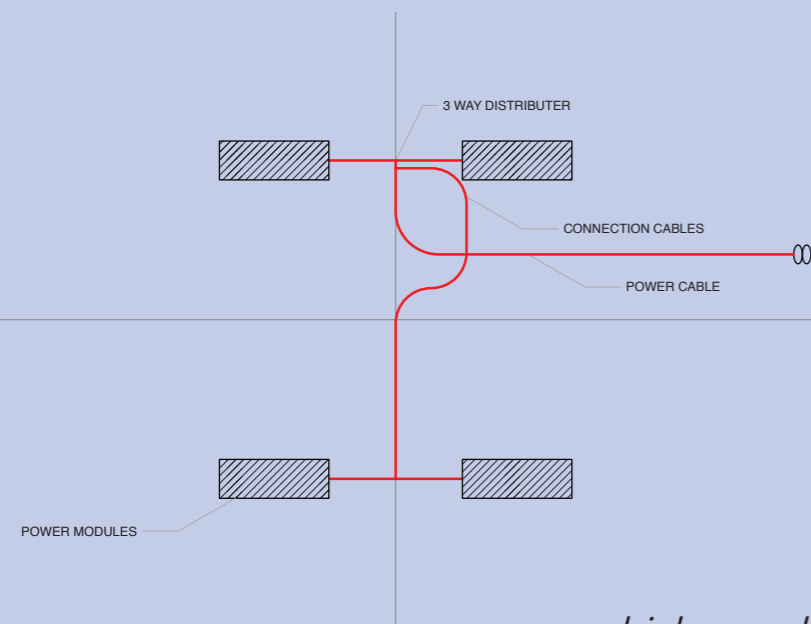 3 WAY DISTRIBUTER
CONNECTION CABLES
POWER CABLE
POWER MODULES